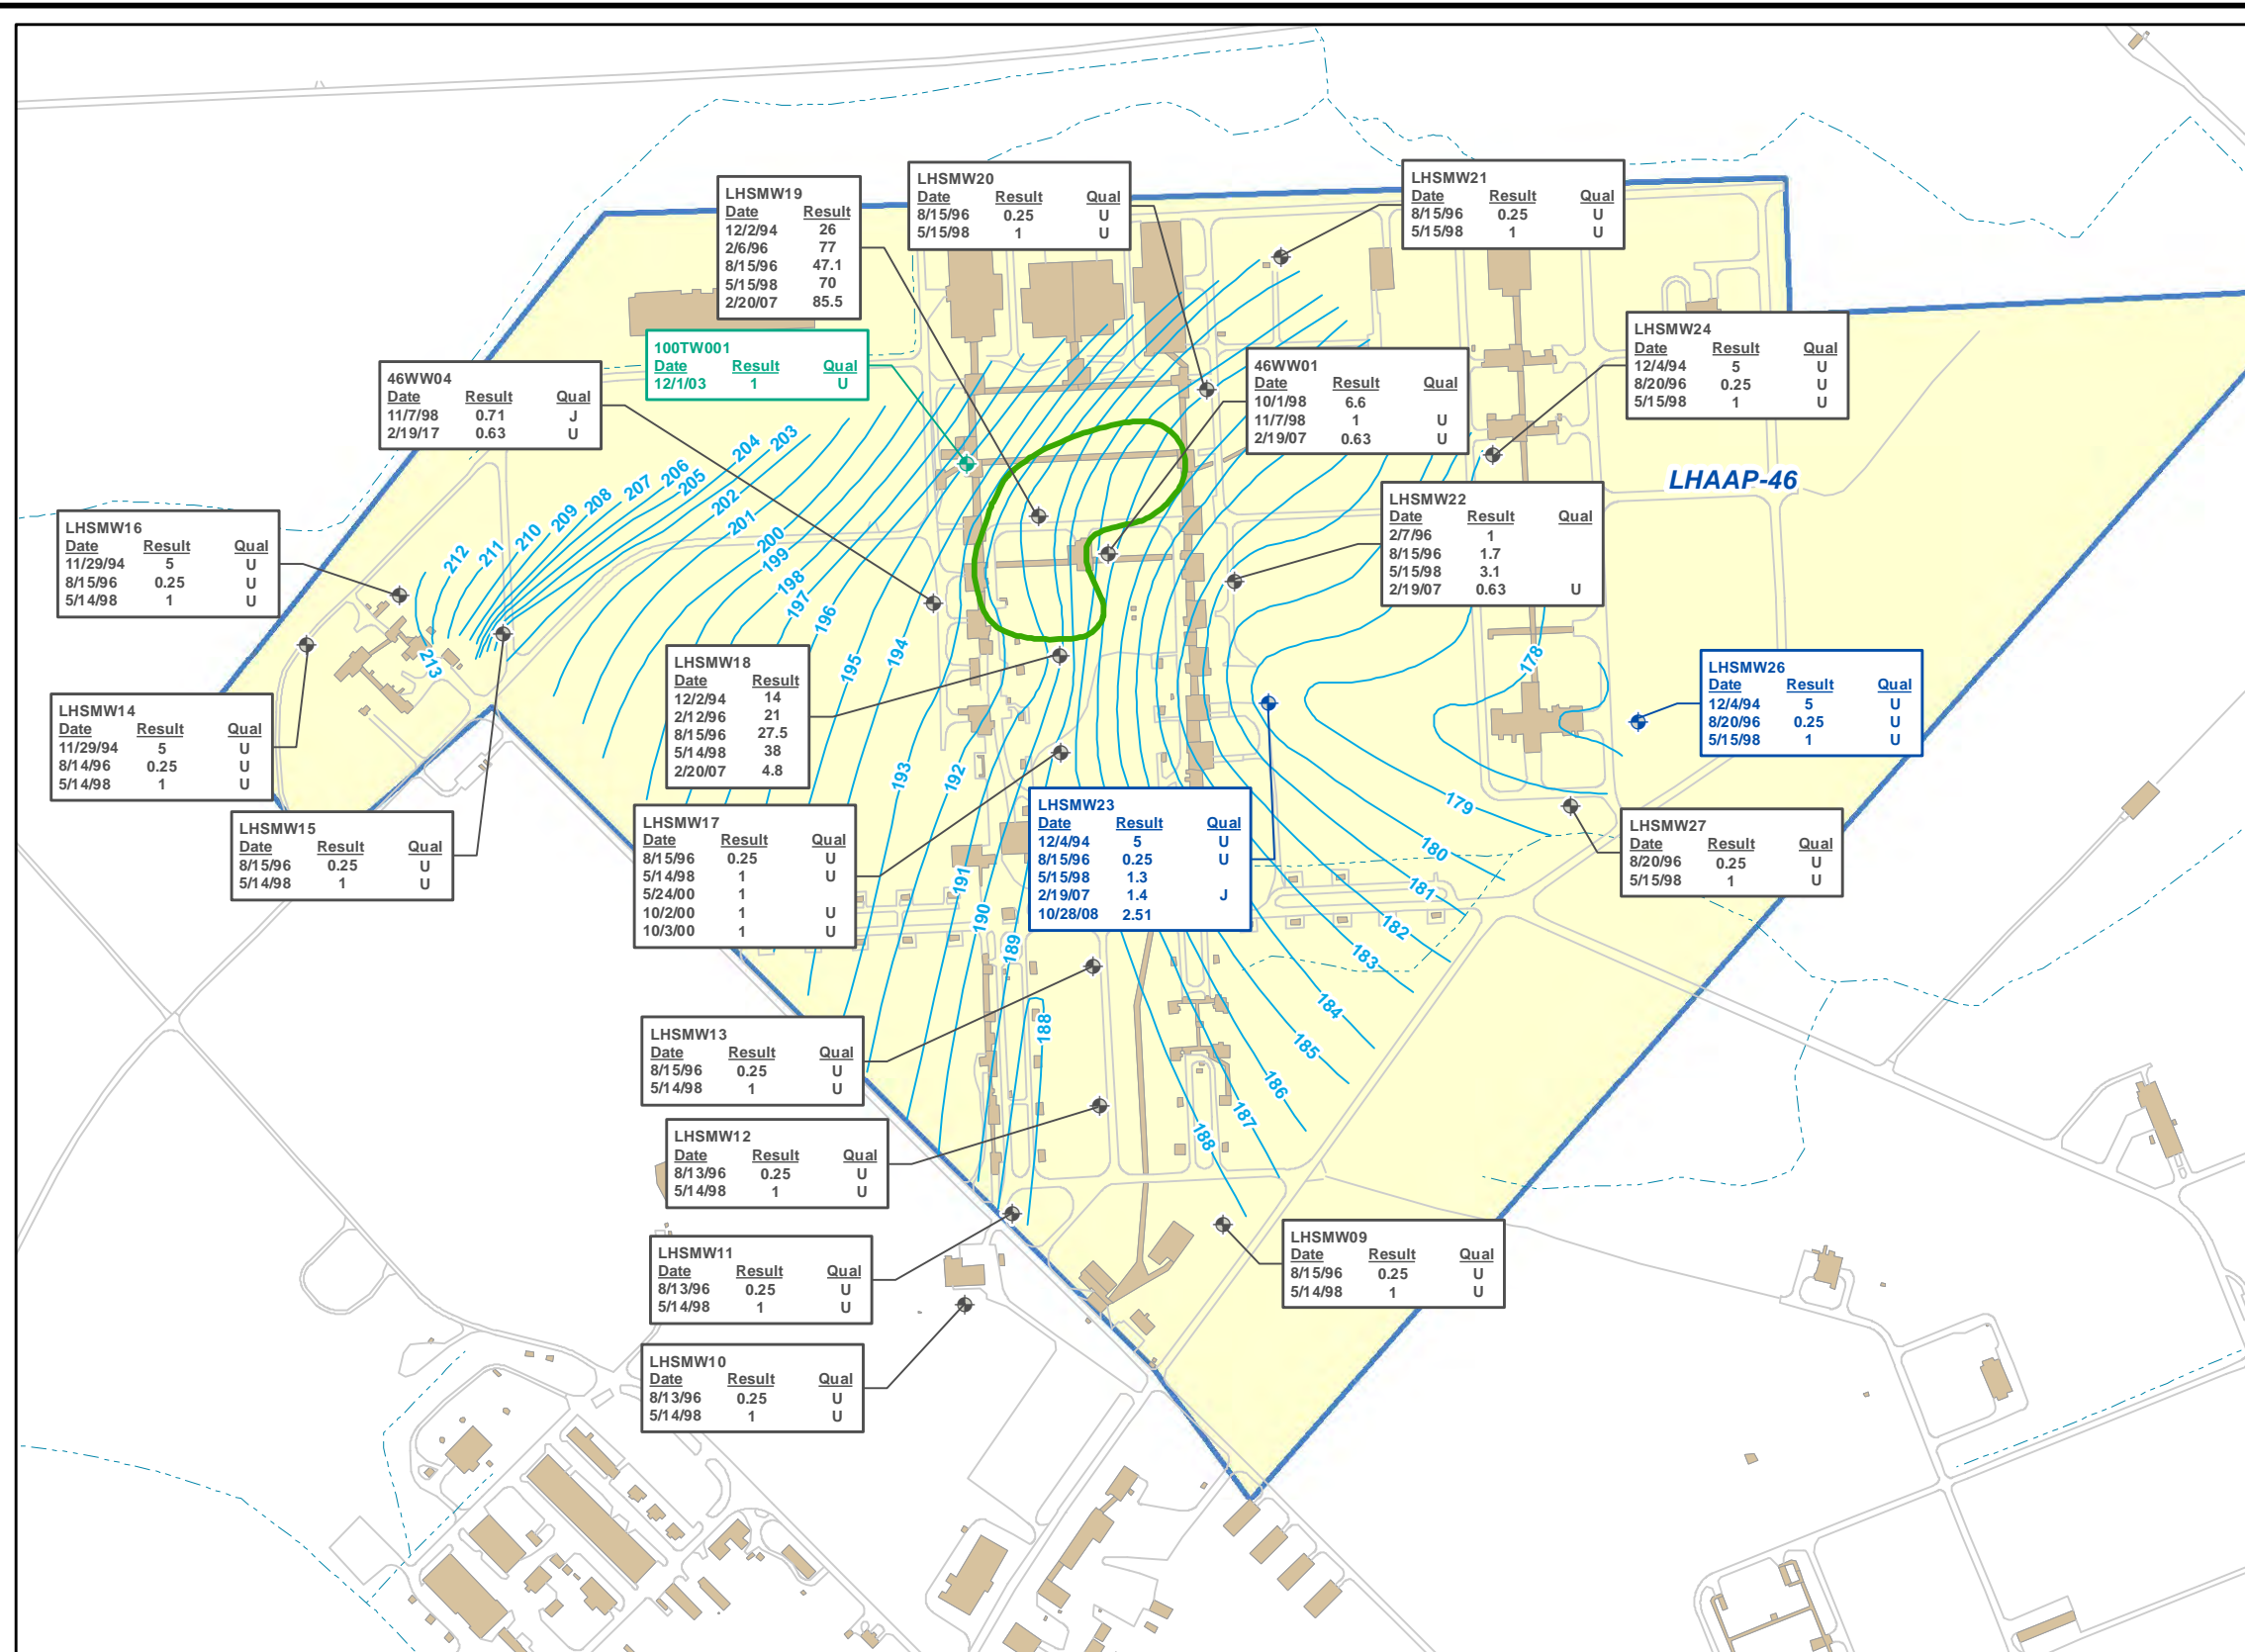 LHSMW19
Date Result
12/2/94 26
2/6/96 77
8/15/96 47.1
5/15/98 70
2/20/07 85.5
LHSMW20
Date Result Qual
8/15/96 0.25 U
5/15/98 1 U
LHSMW21
Date Result Qual
8/15/96 0.25 U
5/15/98 1 U
100TW001
Date Result Qual
12/1/03 1 U
46WW04
Date Result Qual
11/7/98 0.71 J
2/19/17 0.63 U
46WW01
Date Result Qual
10/1/98 6.6
11/7/98 1 U
2/19/07 0.63 U
LHSMW24
Date Result Qual
12/4/94 5 U
8/20/96 0.25 U
5/15/98 1 U
LHAAP-46
LHSMW22
Date Result Qual
2/7/96 1
8/15/96 1.7
5/15/98 3.1
2/19/07 0.63 U
LHSMW16
Date Result Qual
11/29/94 5 U
8/15/96 0.25 U
5/14/98 1 U
LHSMW14
Date Result Qual
11/29/94 5 U
8/14/96 0.25 U
5/14/98 1 U
LHSMW15
Date Result Qual
8/15/96 0.25 U
5/14/98 1 U
LHSMW18
Date Result
12/2/94 14
2/12/96 21
8/15/96 27.5
5/14/98 38
2/20/07 4.8
LHSMW17
Date Result Qual
8/15/96 0.25 U
5/14/98 1 U
5/24/00 1
10/2/00 1 U
10/3/00 1 U
LHSMW23
Date Result Qual
12/4/94 5 U
8/15/96 0.25 U
5/15/98 1.3
2/19/07 1.4 J
10/28/08 2.51
LHSMW26
Date Result Qual
12/4/94 5 U
8/20/96 0.25 U
5/15/98 1 U
LHSMW27
Date Result Qual
8/20/96 0.25 U
5/15/98 1 U
LHSMW13
Date Result Qual
8/15/96 0.25 U
5/14/98 1 U
LHSMW12
Date Result Qual
8/13/96 0.25 U
5/14/98 1 U
LHSMW11
Date Result Qual
8/13/96 0.25 U
5/14/98 1 U
LHSMW10
Date Result Qual
8/13/96 0.25 U
5/14/98 1 U
LHSMW09
Date Result Qual
8/15/96 0.25 U
5/14/98 1 U
213
212
211
210
209
208
207
206
205
204
203
202
201
200
199
198
197
196
195
194
193
192
191
190
189
188
188
187
186
185
184
183
182
181
180
179
178